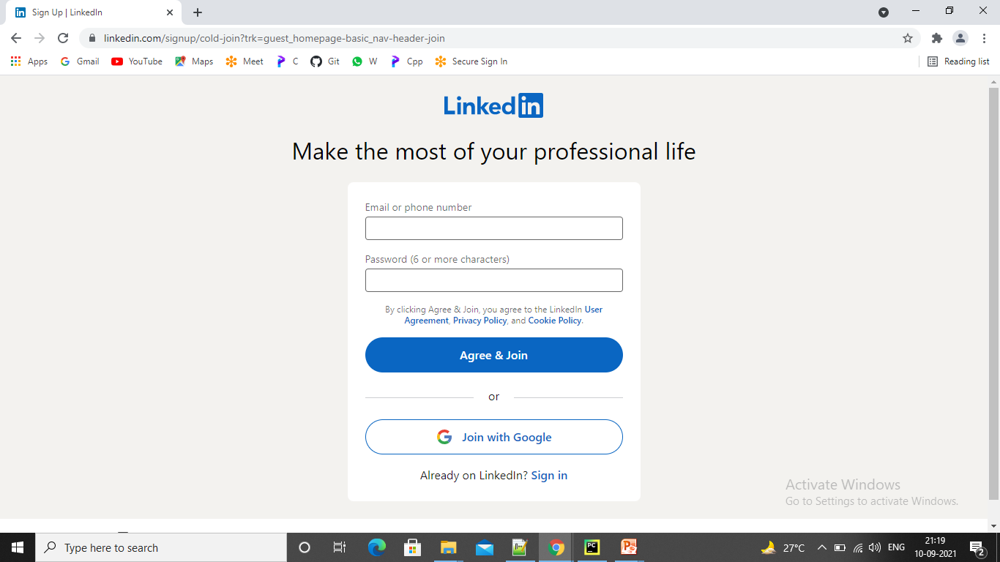 Sign Up | LinkedIn
linkedin.com/signup/cold-join?trk=guest_homepage-basic_nav-header-join
Apps Gmail YouTube Maps Meet C Git W Cpp Secure Sign In Reading list
Linkedin
Make the most of your professional life
Email or phone number
Password (6 or more characters)
By clicking Agree & Join, you agree to the LinkedIn User
Agreement, Privacy Policy, and Cookie Policy.
Agree & Join
or
Join with Google
Already on LinkedIn? Sign in
Activate Windows
Go to Settings to activate Windows.
Type here to search
27°C ENG
21:19
10-09-2021
2